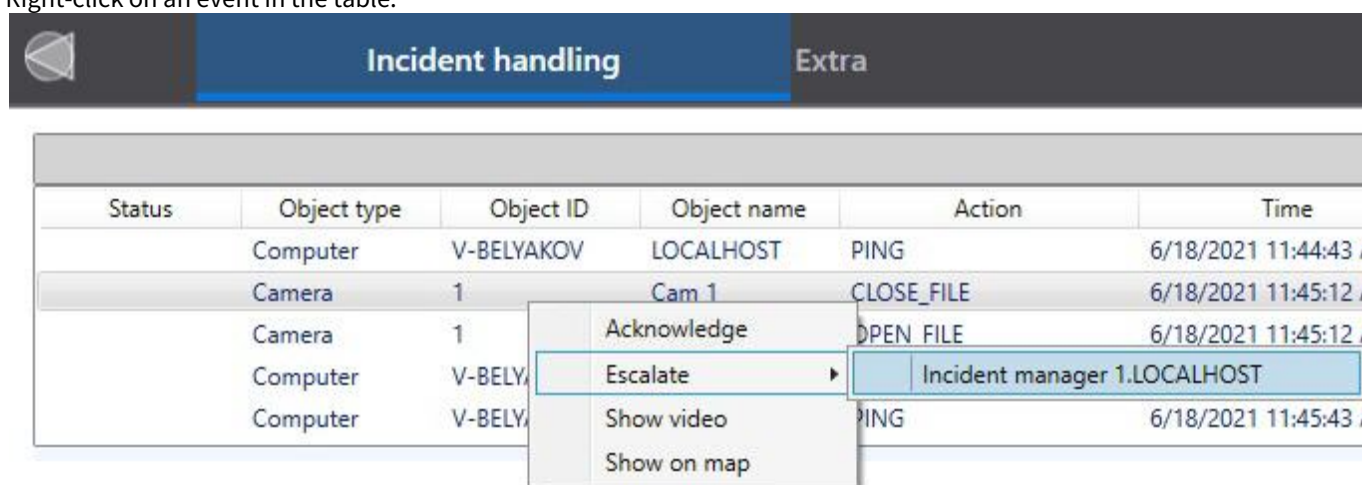 Right-click on an event in the table.
Incident handling Extra
Status Object type Object ID Object name Action Time
Computer V-BELYAKOV LOCALHOST PING 6/18/2021 11:44:43
Camera 1 Cam 1 CLOSE_FILE 6/18/2021 11:45:12
Camera 1 OPEN_FILE 6/18/2021 11:45:12
Computer V-BELY
Computer V-BELY PING 6/18/2021 11:45:43
Acknowledge
Escalate Incident manager 1.LOCALHOST
Show video
Show on map